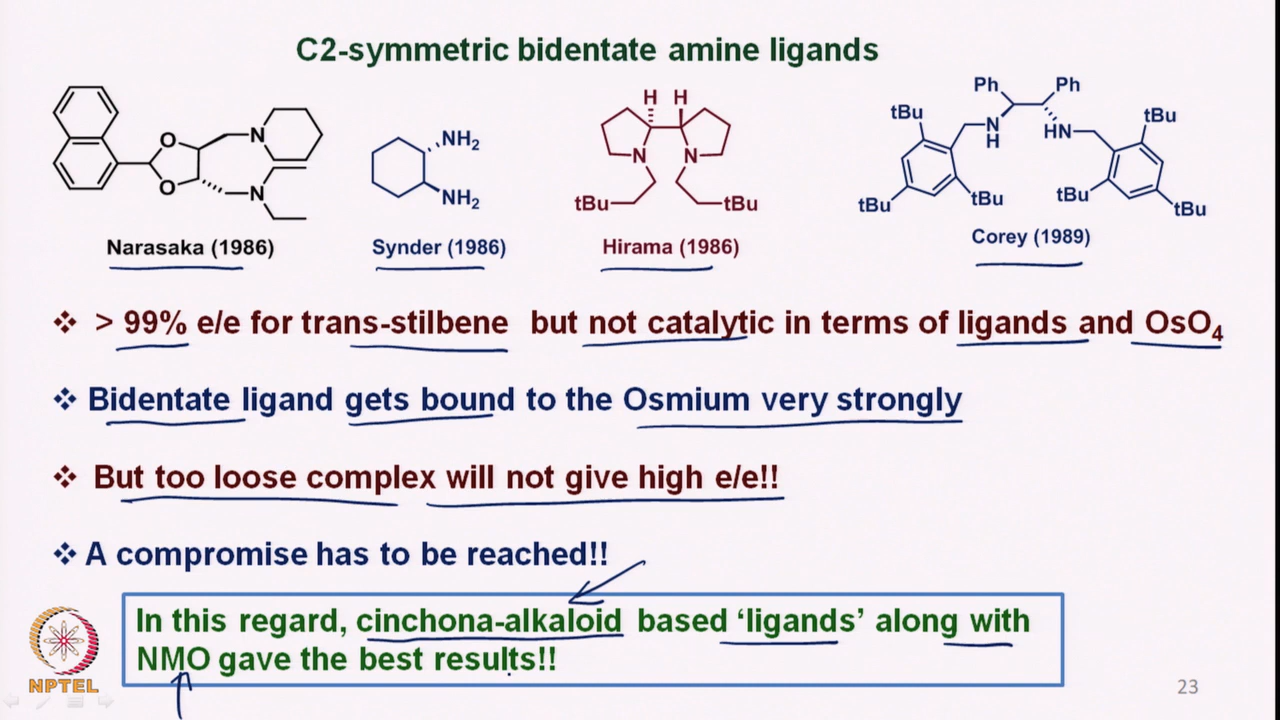 C2-symmetric bidentate amine ligands
O
O
N
N
Narasaka (1986)
NH2
NH2
Synder (1986)
H H
N N
tBu tBu
Hirama (1986)
Ph Ph
tBu
N
H
HN
tBu
tBu
tBu
tBu
tBu
Corey (1989)
❖ > 99% e/e for trans-stilbene but not catalytic in terms of ligands and OsO4
❖ Bidentate ligand gets bound to the Osmium very strongly
❖ But too loose complex will not give high e/e!!
❖ A compromise has to be reached!!
In this regard, cinchona-alkaloid based ‘ligands’ along with
NMO gave the best results!!
NPTEL
23